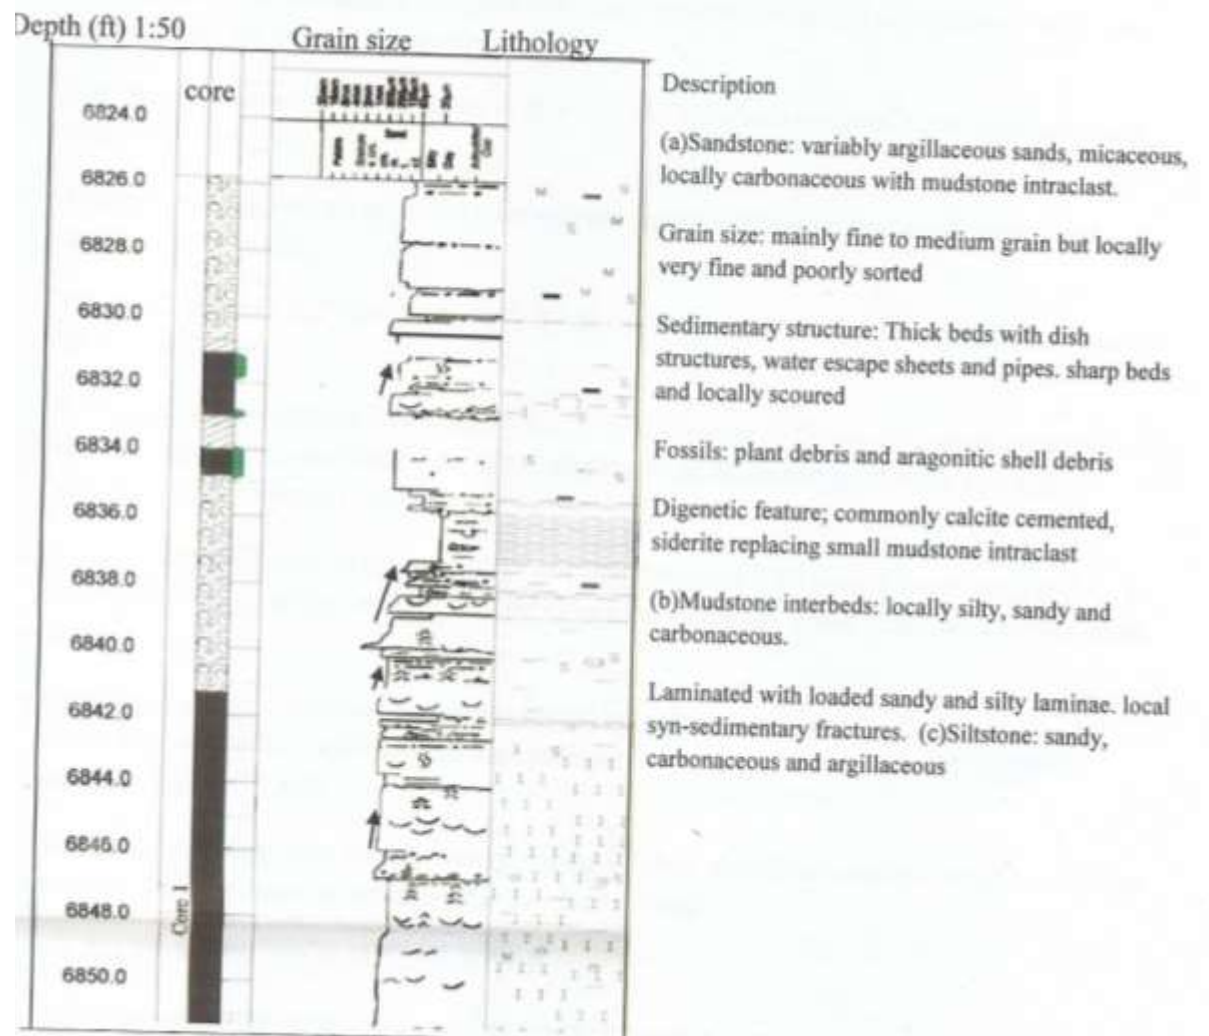 Depth (ft) 1:50
Grain size
Lithology
core
6824.0
6826.0
6828.0
6830.0
6832.0
6834.0
6836.0
6838.0
6840.0
6842.0
6844.0
6846.0
6848.0
6850.0
Core 1
Sand
Silt
Clay
Description
(a)Sandstone: variably argillaceous sands, micaceous,
locally carbonaceous with mudstone intraclast.
Grain size: mainly fine to medium grain but locally
very fine and poorly sorted
Sedimentary structure: Thick beds with dish
structures, water escape sheets and pipes. sharp beds
and locally scoured
Fossils: plant debris and aragonitic shell debris
Digenetic feature; commonly calcite cemented,
siderite replacing small mudstone intraclast
(b)Mudstone interbeds: locally silty, sandy and
carbonaceous.
Laminated with loaded sandy and silty laminae. local
syn-sedimentary fractures. (c)Siltstone: sandy,
carbonaceous and argillaceous